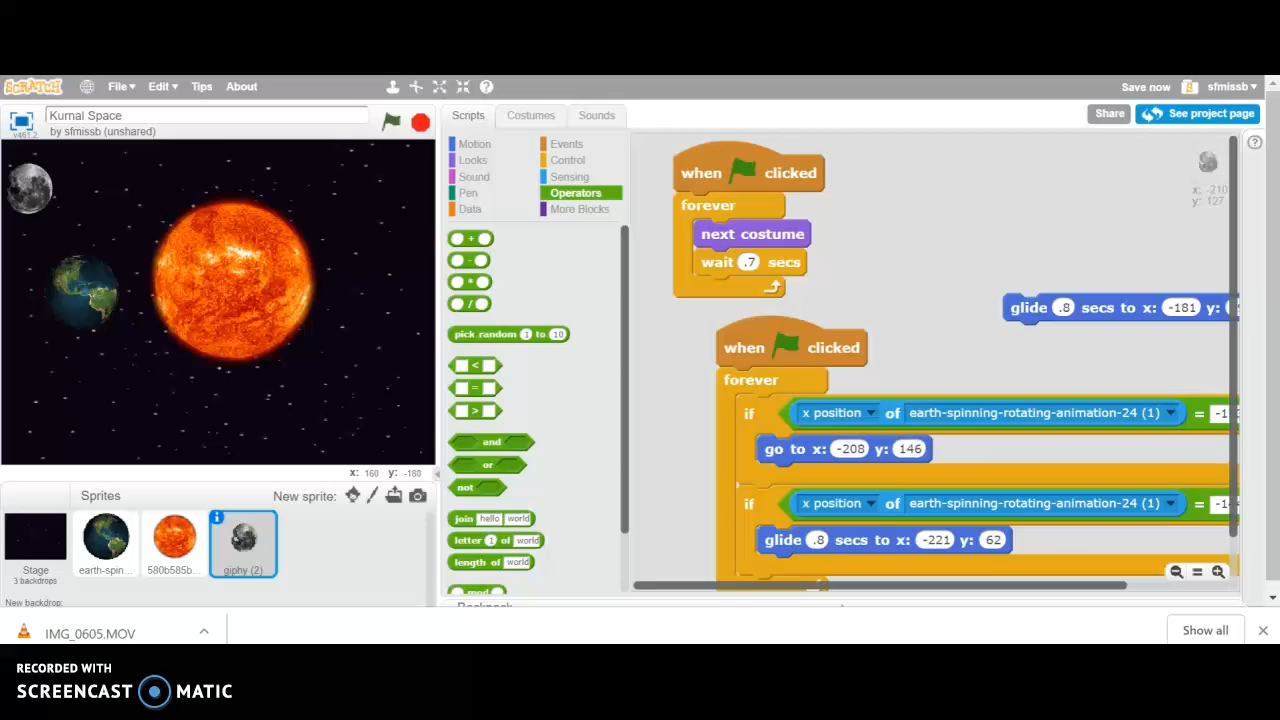 SCRATCH
File
Edit
Tips
About
Save now
sfmissb
Kurnal Space
by sfmissb (unshared)
v461.2
Scripts
Costumes
Sounds
Share
See project page
Motion
Looks
Sound
Pen
Data
Events
Control
Sensing
Operators
More Blocks
+
-
*
/
pick random 1 to 10
<
=
>
and
or
not
join hello world
letter 1 of world
length of world
mod
when clicked
forever
next costume
wait .7 secs
glide .8 secs to x: -181 y:
when clicked
forever
if x position of earth-spinning-rotating-animation-24 (1) =
go to x: -208 y: 146
if x position of earth-spinning-rotating-animation-24 (1) =
glide .8 secs to x: -221 y: 62
x: -210
y: 127
x: 160 y: -180
Sprites
New sprite:
Stage
3 backdrops
New backdrop:
earth-spin...
580b585b...
giphy (2)
Backpack
IMG_0605.MOV
Show all
RECORDED WITH
SCREENCAST MATIC